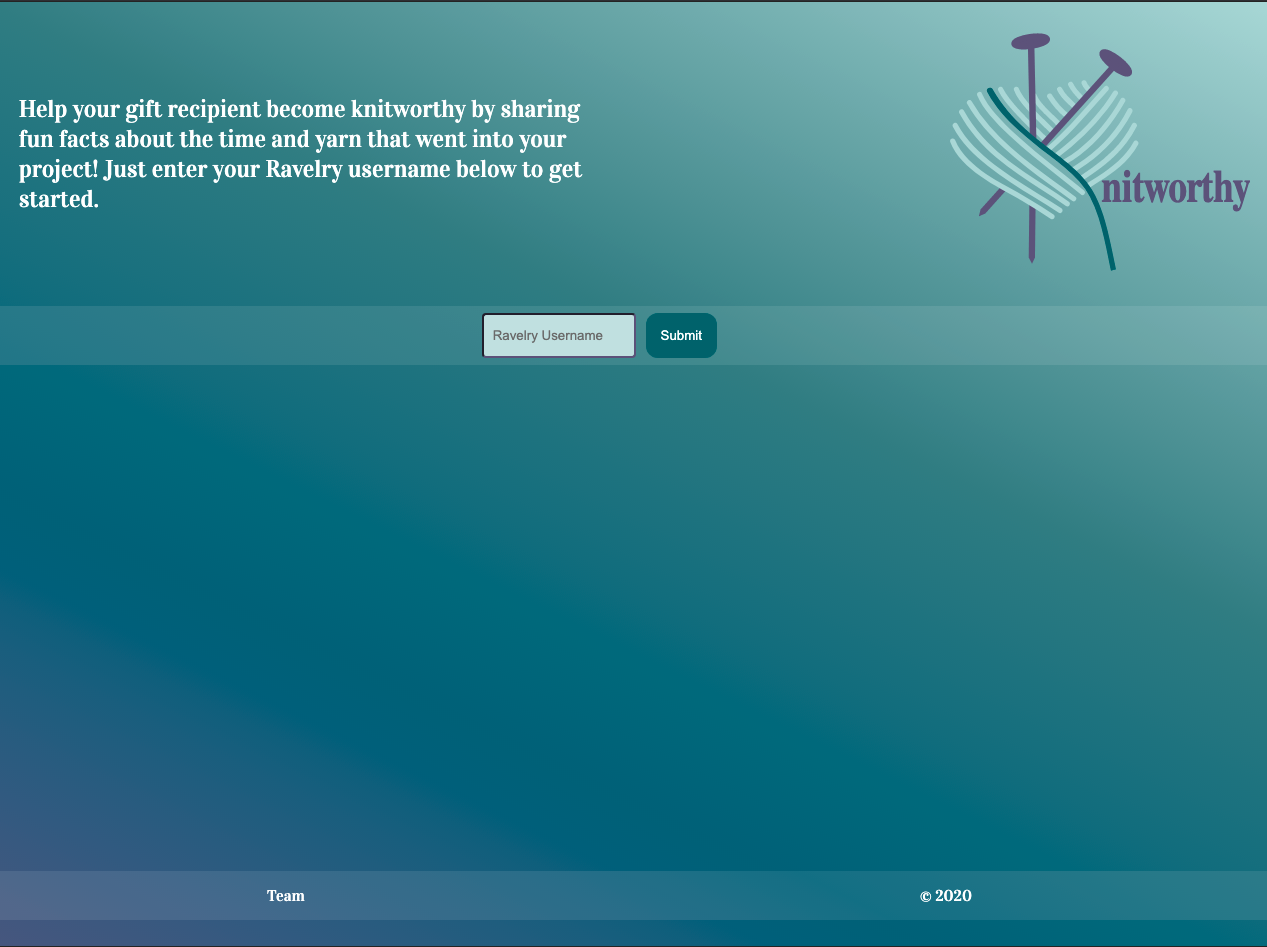 Help your gift recipient become knitworthy by sharing
fun facts about the time and yarn that went into your
project! Just enter your Ravelry username below to get
started.
nitworthy
Ravelry Username
Submit
Team
© 2020